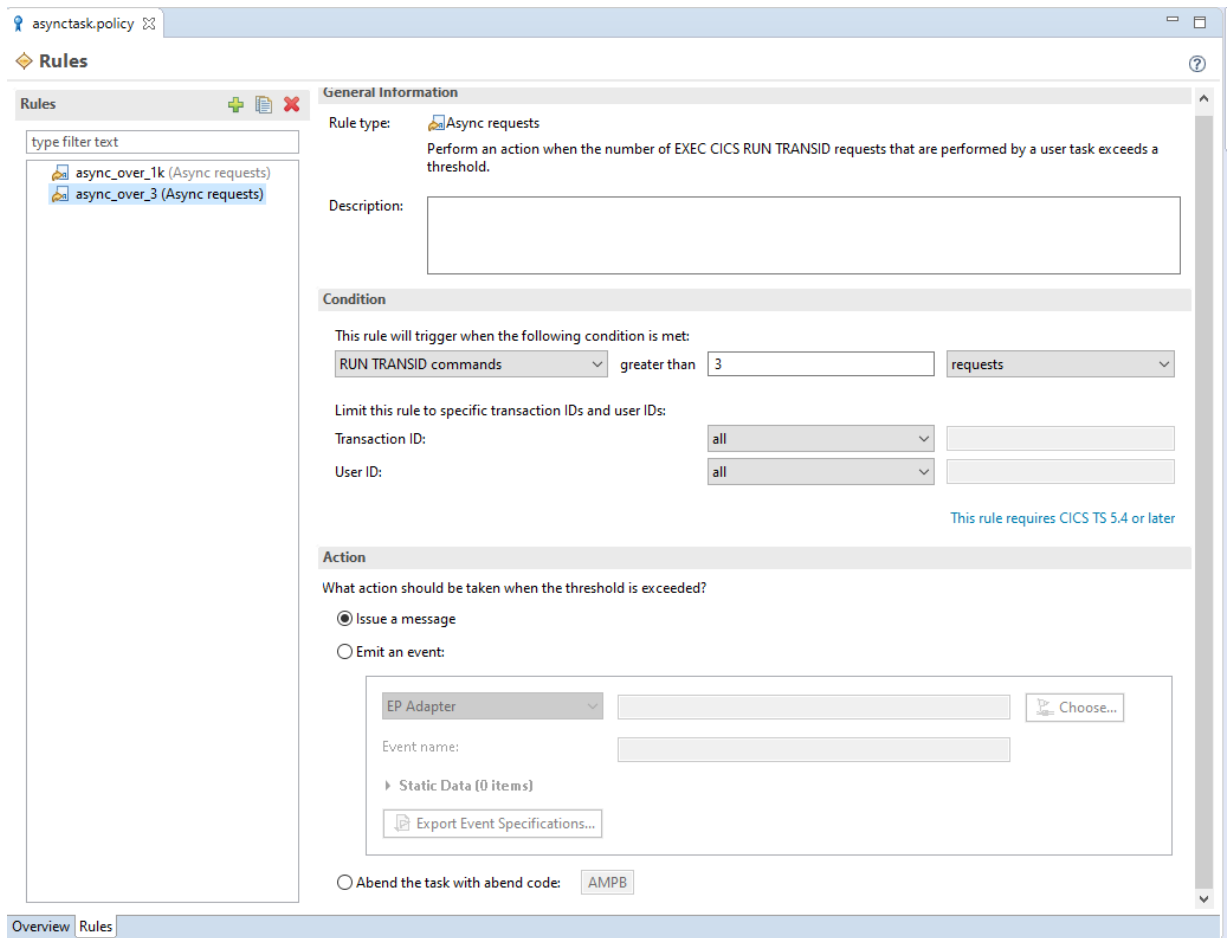 asynctask.policy
Rules
Rules
type filter text
async_over_1k (Async requests)
async_over_3 (Async requests)
General Information
Rule type: Async requests
Perform an action when the number of EXEC CICS RUN TRANSID requests that are performed by a user task exceeds a
threshold.
Description:
Condition
This rule will trigger when the following condition is met:
RUN TRANSID commands greater than 3 requests
Limit this rule to specific transaction IDs and user IDs:
Transaction ID: all
User ID: all
This rule requires CICS TS 5.4 or later
Action
What action should be taken when the threshold is exceeded?
Issue a message
Emit an event:
EP Adapter Choose...
Event name:
Static Data (0 items)
Export Event Specifications...
Abend the task with abend code: AMPB
Overview Rules